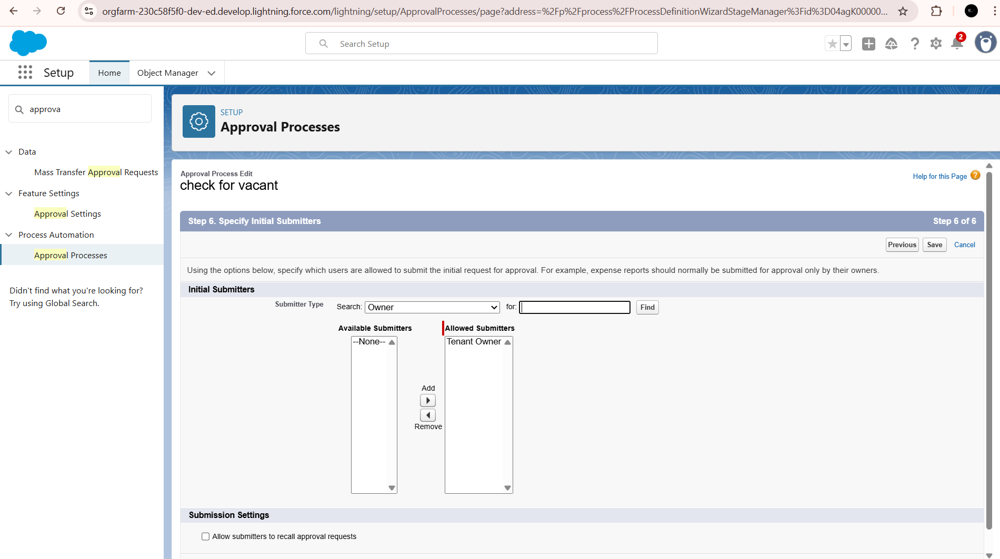 orgfarm-230c58f5f0-dev-ed.develop.lightning.force.com/lightning/setup/ApprovalProcesses/page?address=%2Fp%2Fprocess%2FProcessDefinitionWizardStageManager%3Fid%3D04agK00000...
Search Setup
2
Setup
Home
Object Manager
approva
Data
Mass Transfer Approval Requests
Feature Settings
Approval Settings
Process Automation
Approval Processes
Didn't find what you're looking for?
Try using Global Search.
SETUP
Approval Processes
Approval Process Edit
check for vacant
Help for this Page ?
Step 6. Specify Initial Submitters
Step 6 of 6
Previous
Save
Cancel
Using the options below, specify which users are allowed to submit the initial request for approval. For example, expense reports should normally be submitted for approval only by their owners.
Initial Submitters
Submitter Type
Search: Owner
for:
Find
Available Submitters
Allowed Submitters
--None--
Tenant Owner
Add
Remove
Submission Settings
Allow submitters to recall approval requests